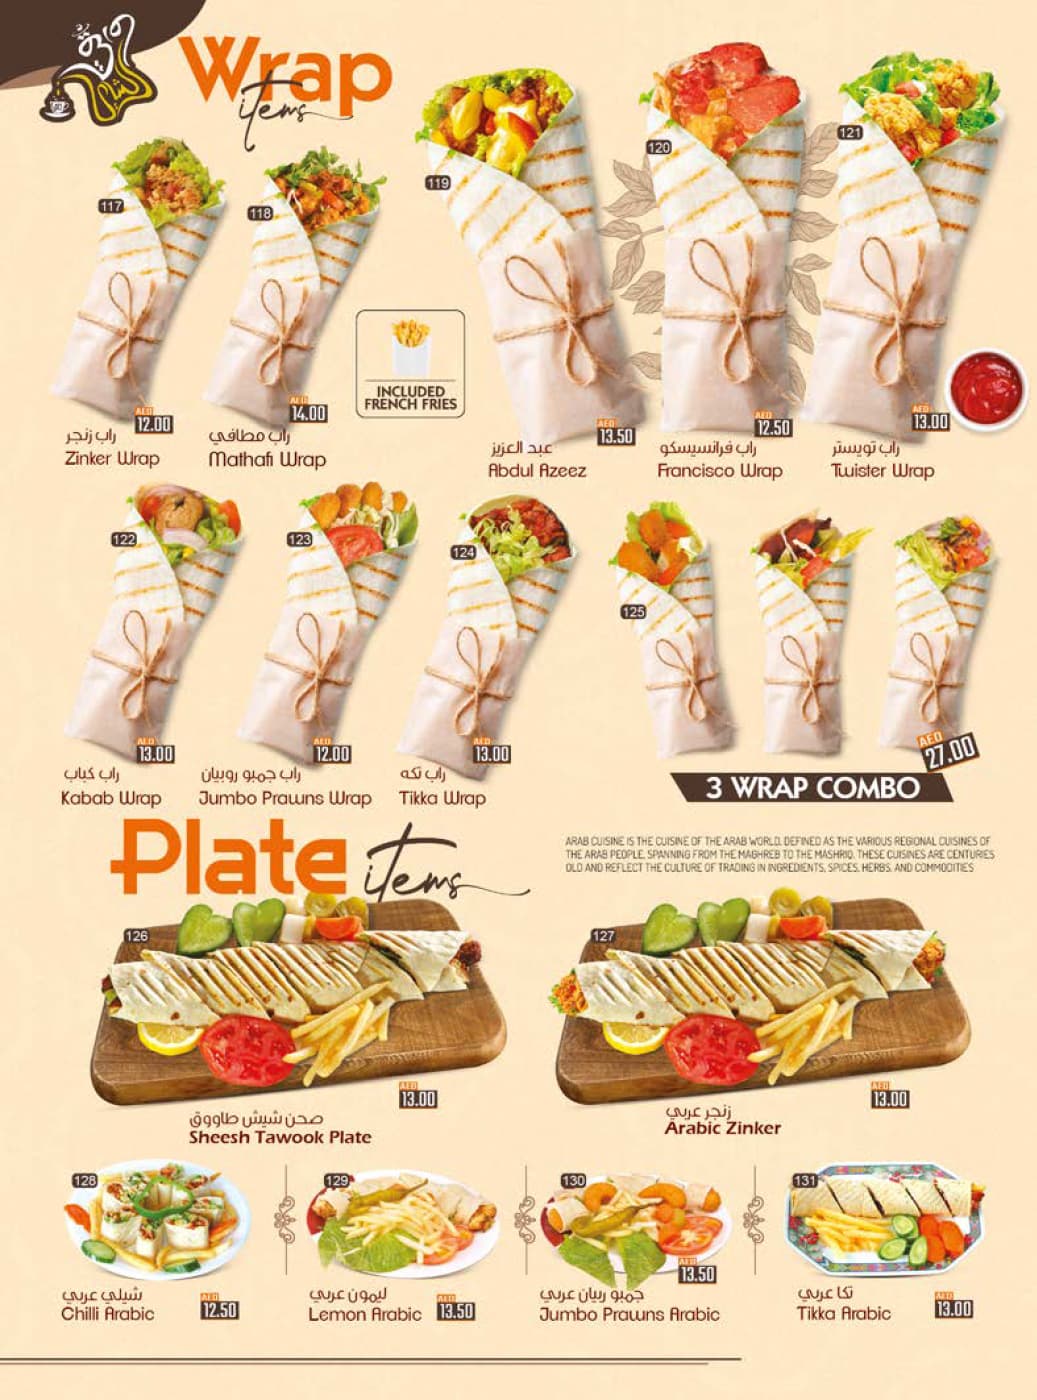 Wrap
items
117
AED
12.00
راب زنجر
Zinker Wrap
118
AED
14.00
راب مطافي
Mathafi Wrap
INCLUDED
FRENCH FRIES
119
AED
13.50
عبد العزيز
Abdul Azeez
120
AED
12.50
راب فرانسيسكو
Francisco Wrap
121
AED
13.00
راب تويستر
Twister Wrap
122
AED
13.00
راب كباب
Kabab Wrap
123
AED
12.00
راب جمبو روبيان
Jumbo Prawns Wrap
124
AED
13.00
راب تكه
Tikka Wrap
125
AED
27.00
3 WRAP COMBO
Plate
items
ARAB CUISINE IS THE CUISINE OF THE ARAB WORLD, DEFINED AS THE VARIOUS REGIONAL CUISINES OF
THE ARAB PEOPLE, SPANNING FROM THE MAGHREB TO THE MASHRIQ. THESE CUISINES ARE CENTURIES
OLD AND REFLECT THE CULTURE OF TRADING IN INGREDIENTS, SPICES, HERBS, AND COMMODITIES
126
AED
13.00
صحن شيش طاووق
Sheesh Tawook Plate
127
AED
13.00
زنجر عربي
Arabic Zinker
128
شيلي عربي
Chilli Arabic
AED
12.50
129
ليمون عربي
Lemon Arabic
AED
13.50
130
AED
13.50
جمبو ربيان عربي
Jumbo Prawns Arabic
131
تكا عربي
Tikka Arabic
AED
13.00